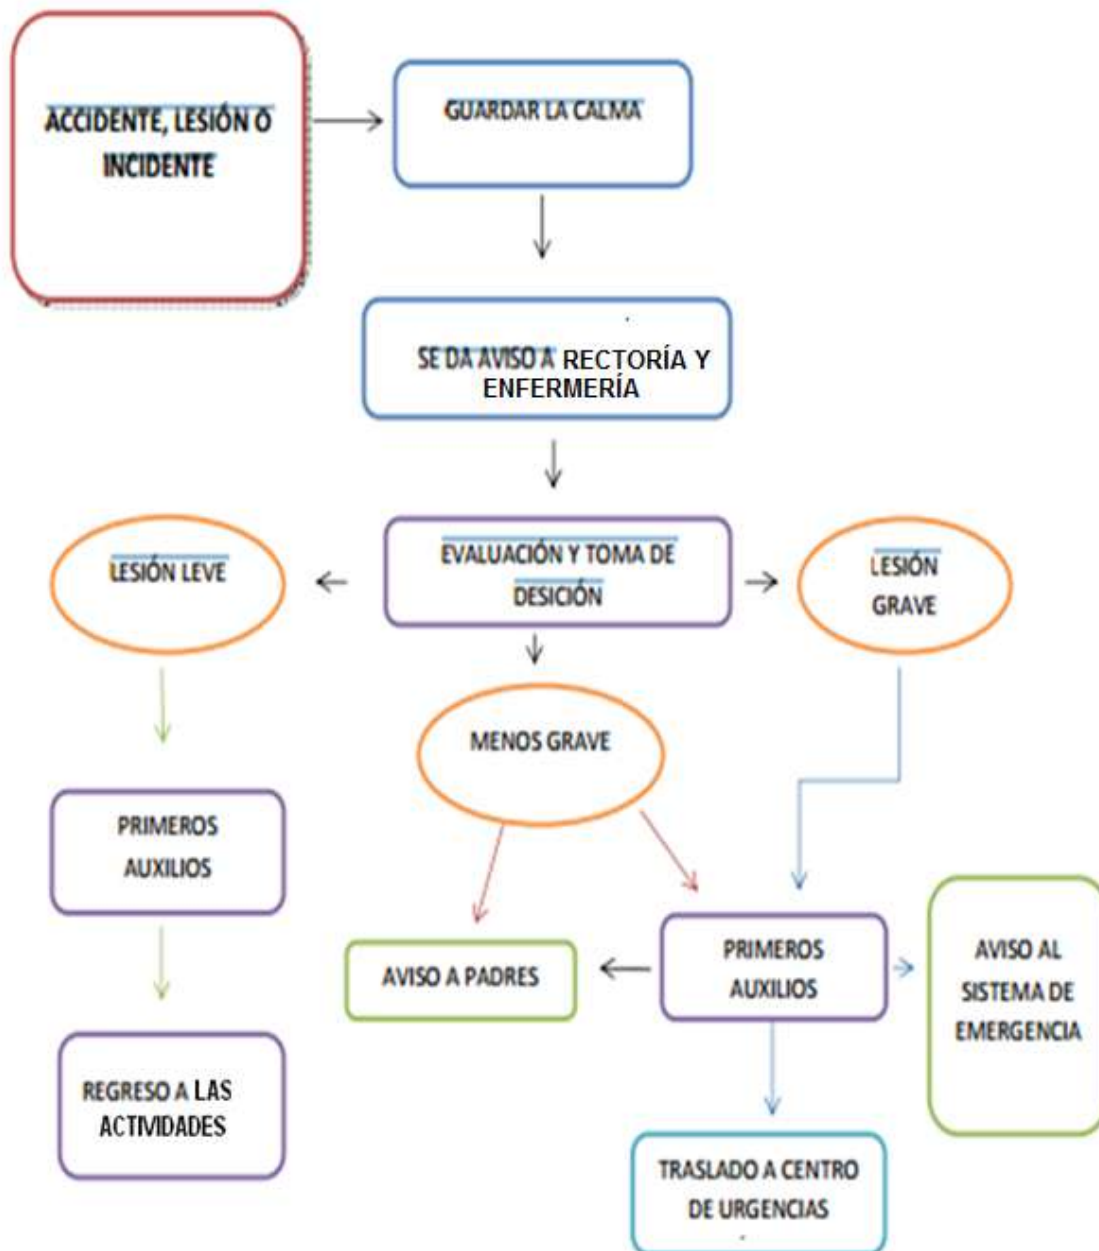 ACCIDENTE, LESIÓN O
INCIDENTE
GUARDAR LA CALMA
SE DA AVISO A RECTORÍA Y
ENFERMERÍA
LESIÓN LEVE
EVALUACIÓN Y TOMA DE
DESICIÓN
LESIÓN
GRAVE
MENOS GRAVE
PRIMEROS
AUXILIOS
AVISO A PADRES
PRIMEROS
AUXILIOS
AVISO AL
SISTEMA DE
EMERGENCIA
REGRESO A LAS
ACTIVIDADES
TRASLADO A CENTRO
DE URGENCIAS